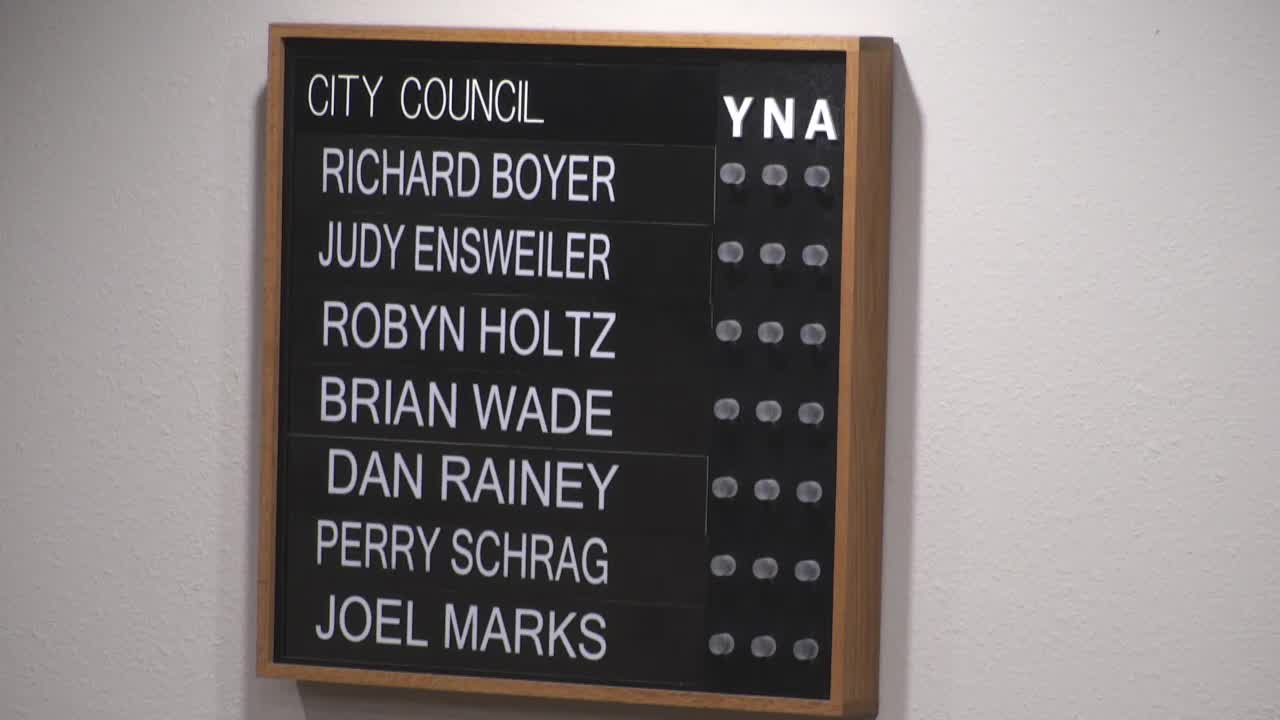 CITY COUNCIL Y N A
RICHARD BOYER
JUDY ENSWEILER
ROBYN HOLTZ
BRIAN WADE
DAN RAINEY
PERRY SCHRAG
JOEL MARKS